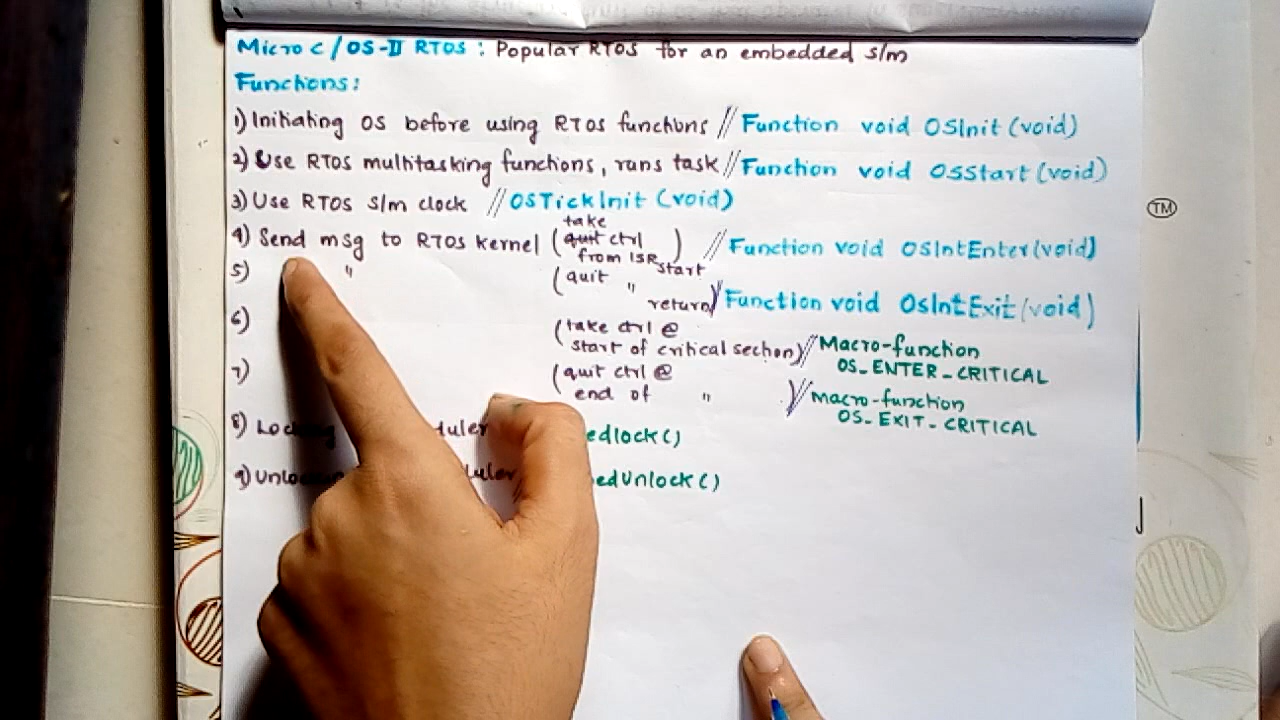 Micro C/OS-II RTOS : Popular RTOS for an embedded s/m
Functions:
1) Initiating OS before using RTOS functions // Function void OSInit(void)
2) Use RTOS multitasking functions, runs task // Function void OSStart(void)
3) Use RTOS s/m clock // OSTickInit (void)
take
4) Send msg to RTOS kernel (quit ctrl) // Function void OSIntEnter(void)
from ISR
5) " (quit " start
return) // Function void OSIntExit(void)
6) (take ctrl @
start of critical section) // Macro-function
OS_ENTER_CRITICAL
7) (quit ctrl @
end of " ) // macro-function
OS_EXIT_CRITICAL
8) edlock()
9) edUnlock()
TM